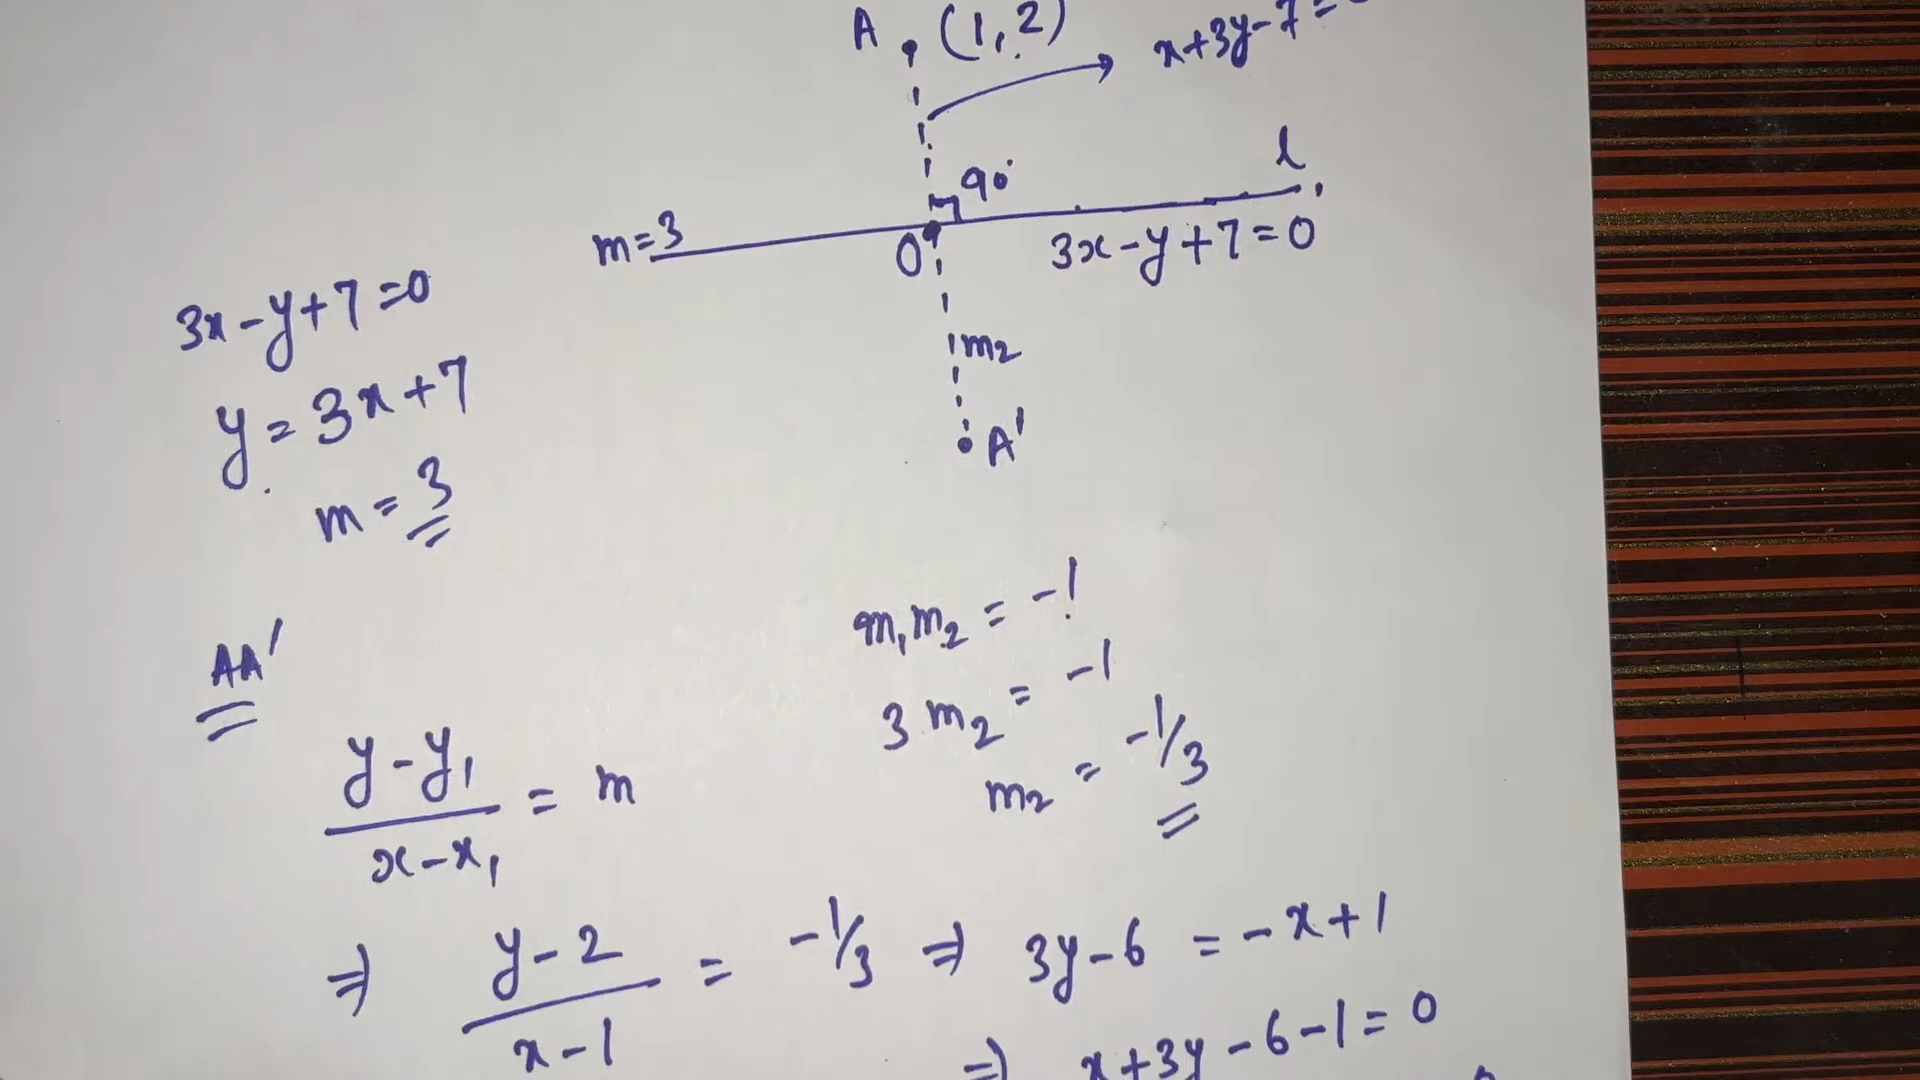 A (1,2)
x+3y-7=
l
90°
m=3
O
3x-y+7=0
3x-y+7=0
m2
y=3x+7
A'
m=3
m1m2 = -1
AA'
3m2 = -1
y-y1
x-x1
= m
m2 = -1/3
⇒ y-2
x-1
= -1/3 ⇒ 3y-6 = -x+1
⇒ x+3y-6-1=0